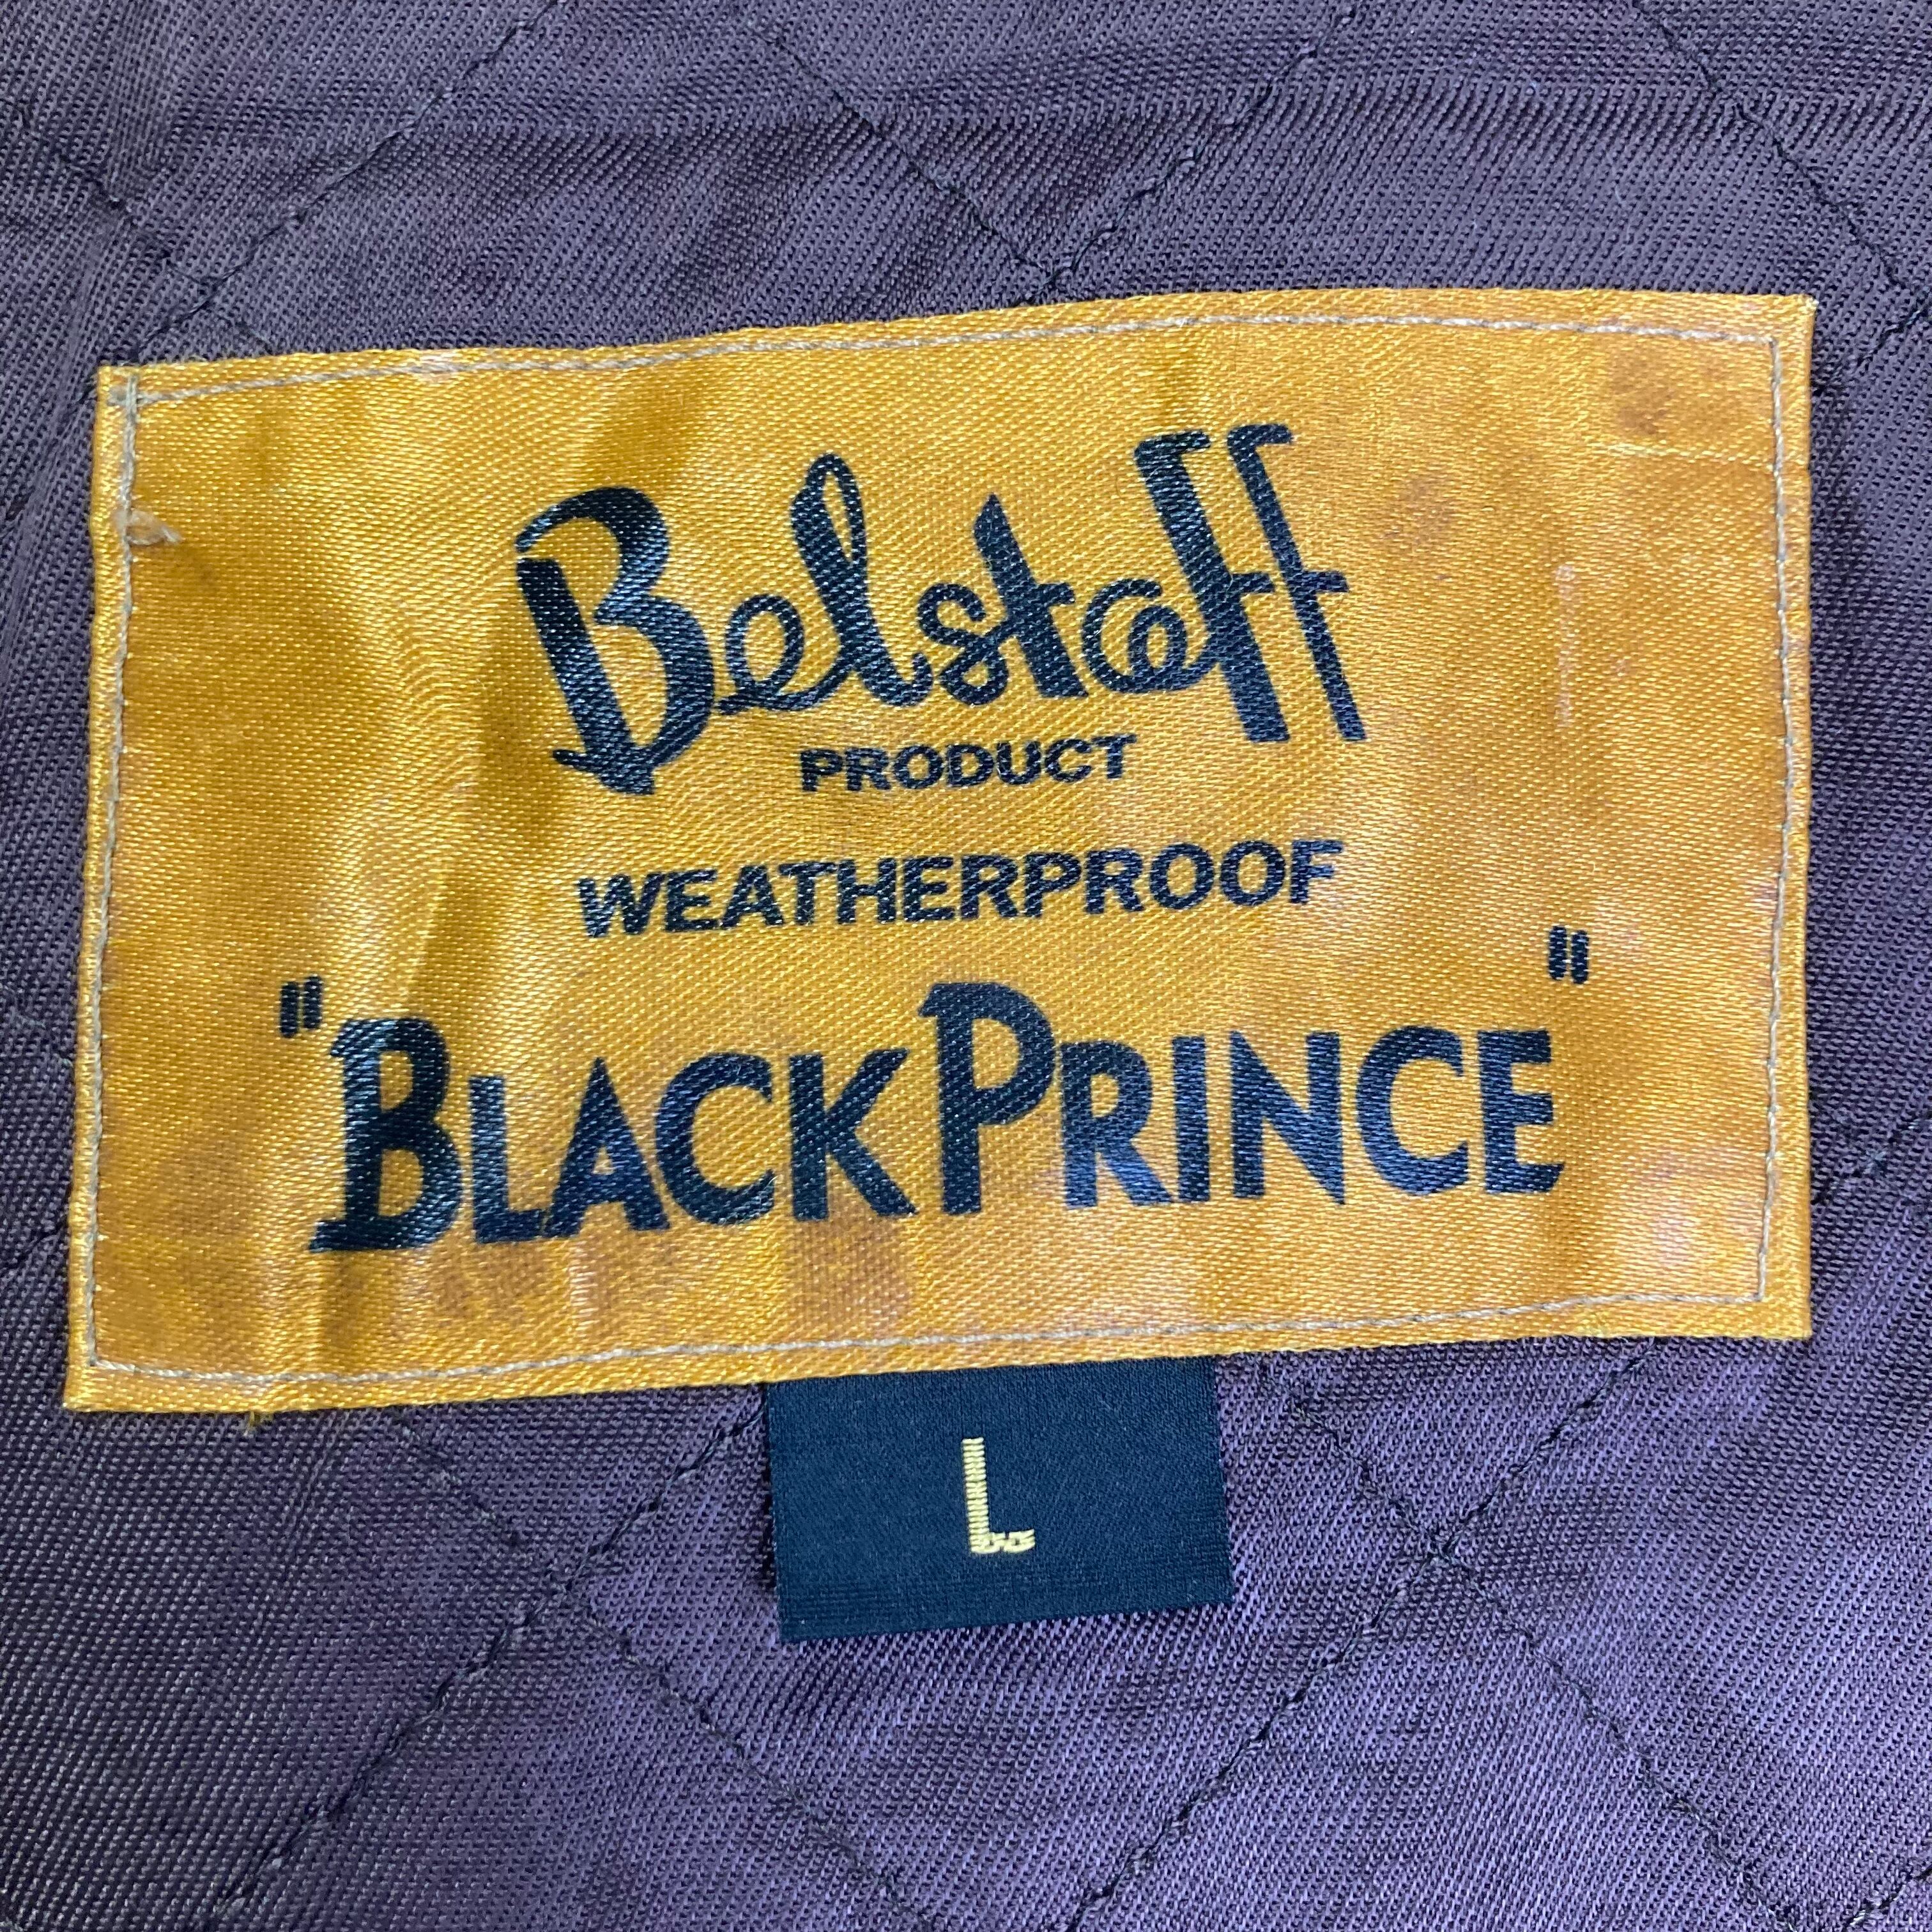 Belstaff
PRODUCT
WEATHERPROOF
"BLACK PRINCE"
L